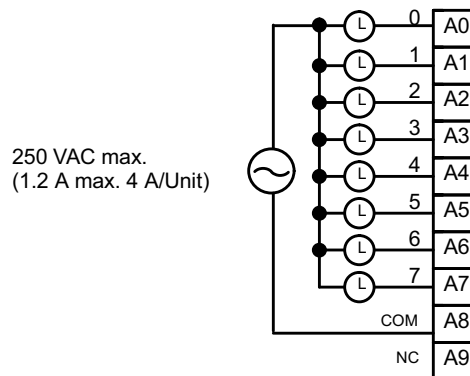 250 VAC max.
(1.2 A max. 4 A/Unit)
L 0 A0
L 1 A1
L 2 A2
L 3 A3
L 4 A4
L 5 A5
L 6 A6
L 7 A7
COM A8
NC A9